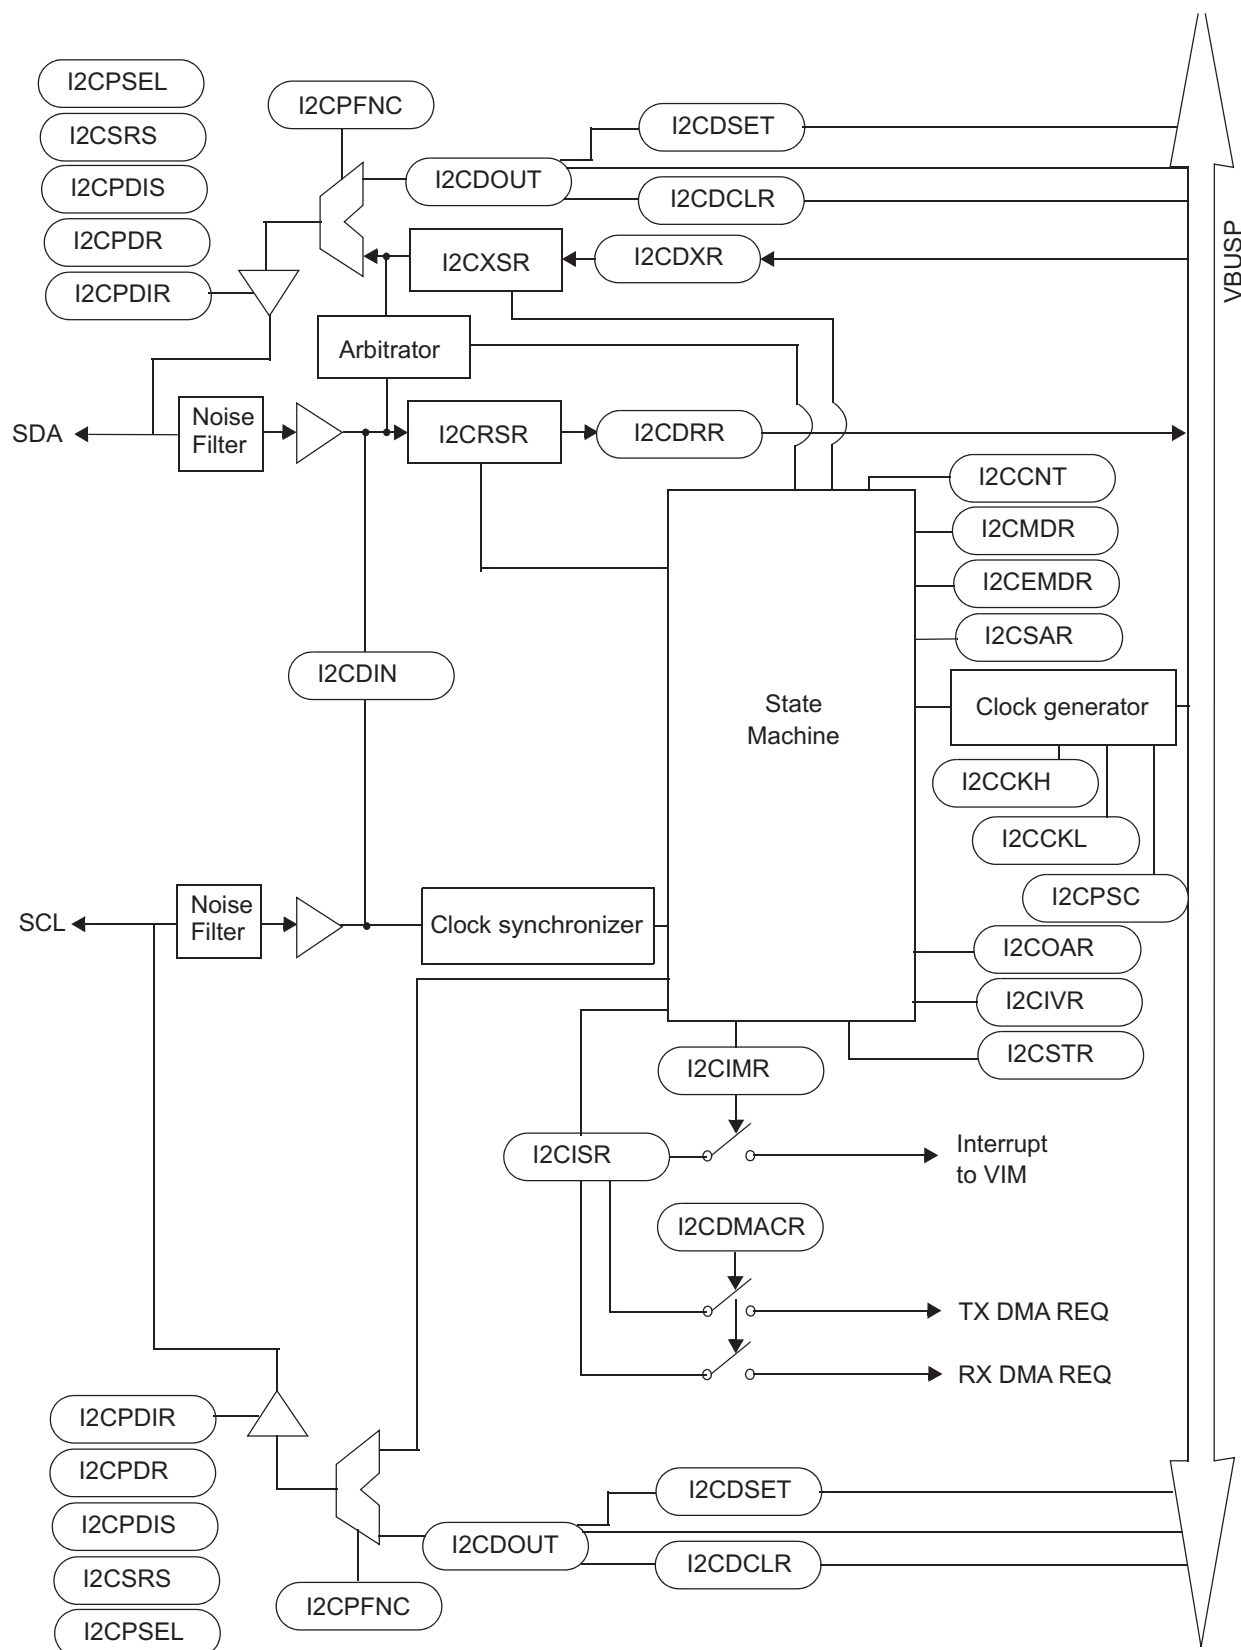 I2CPSEL
I2CPFNC
I2CSRS
I2CDSET
I2CPDIS
I2CDOUT
I2CDCLR
I2CPDR
I2CXSR
I2CDXR
VBUSP
I2CPDIR
Arbitrator
SDA
Noise
Filter
I2CRSR
I2CDRR
I2CCNT
I2CMDR
I2CEMDR
I2CSAR
I2CDIN
State
Machine
Clock generator
I2CCKH
I2CCKL
I2CPSC
SCL
Noise
Filter
Clock synchronizer
I2COAR
I2CIVR
I2CSTR
I2CIMR
I2CISR
Interrupt
to VIM
I2CDMACR
TX DMA REQ
RX DMA REQ
I2CPDIR
I2CPDR
I2CDSET
I2CPDIS
I2CDOUT
I2CDCLR
I2CSRS
I2CPFNC
I2CPSEL